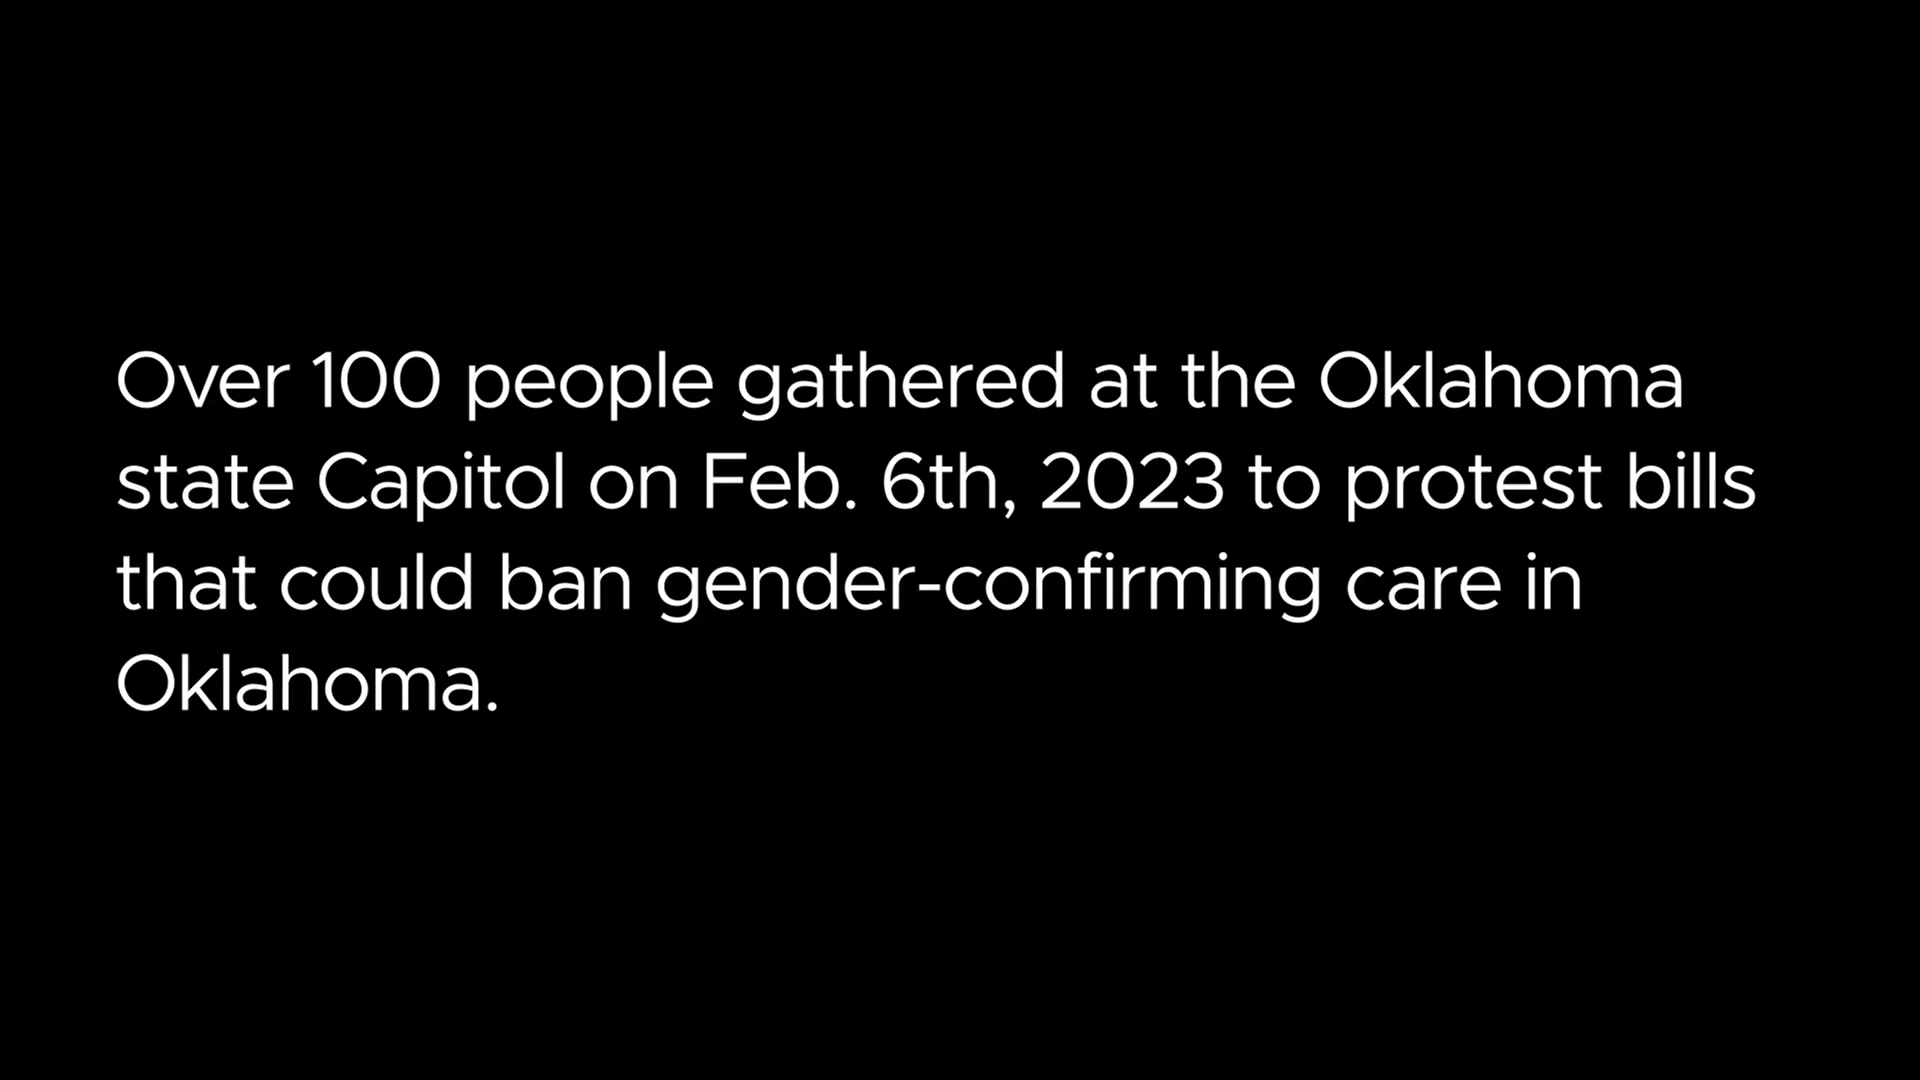 Over 100 people gathered at the Oklahoma
state Capitol on Feb. 6th, 2023 to protest bills
that could ban gender-confirming care in
Oklahoma.